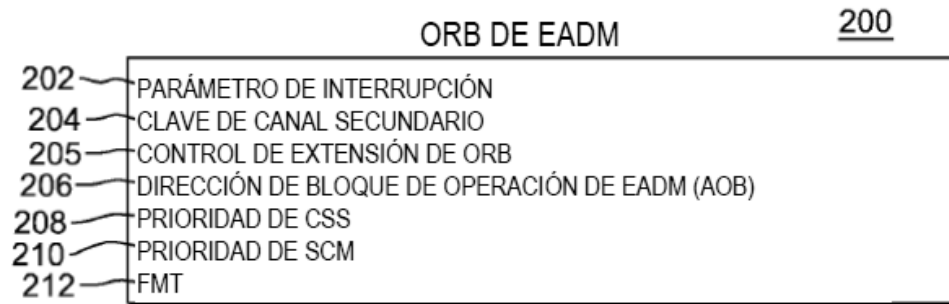 ORB DE EADM 200
202 PARÁMETRO DE INTERRUPCIÓN
204 CLAVE DE CANAL SECUNDARIO
205 CONTROL DE EXTENSIÓN DE ORB
206 DIRECCIÓN DE BLOQUE DE OPERACIÓN DE EADM (AOB)
208 PRIORIDAD DE CSS
210 PRIORIDAD DE SCM
212 FMT